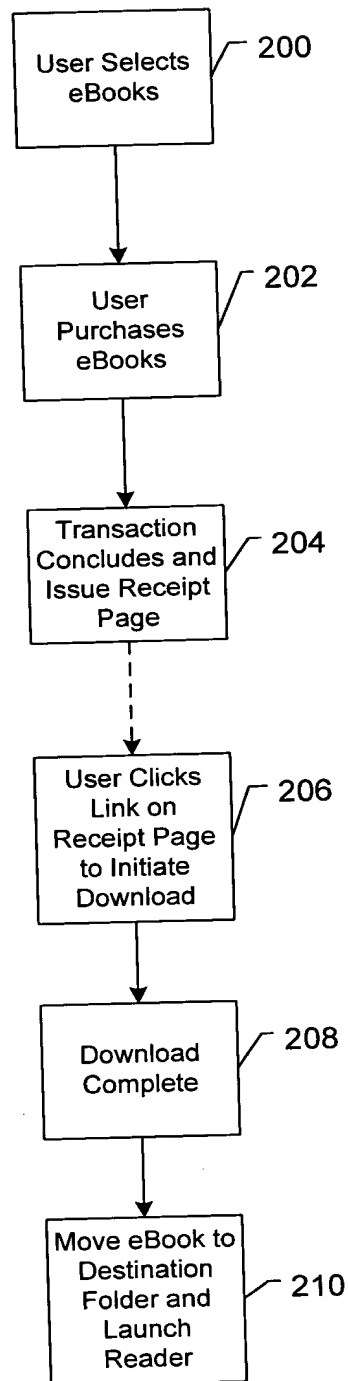 User Selects
eBooks
200
User
Purchases
eBooks
202
Transaction
Concludes and
Issue Receipt
Page
204
User Clicks
Link on
Receipt Page
to Initiate
Download
206
Download
Complete
208
Move eBook to
Destination
Folder and
Launch
Reader
210